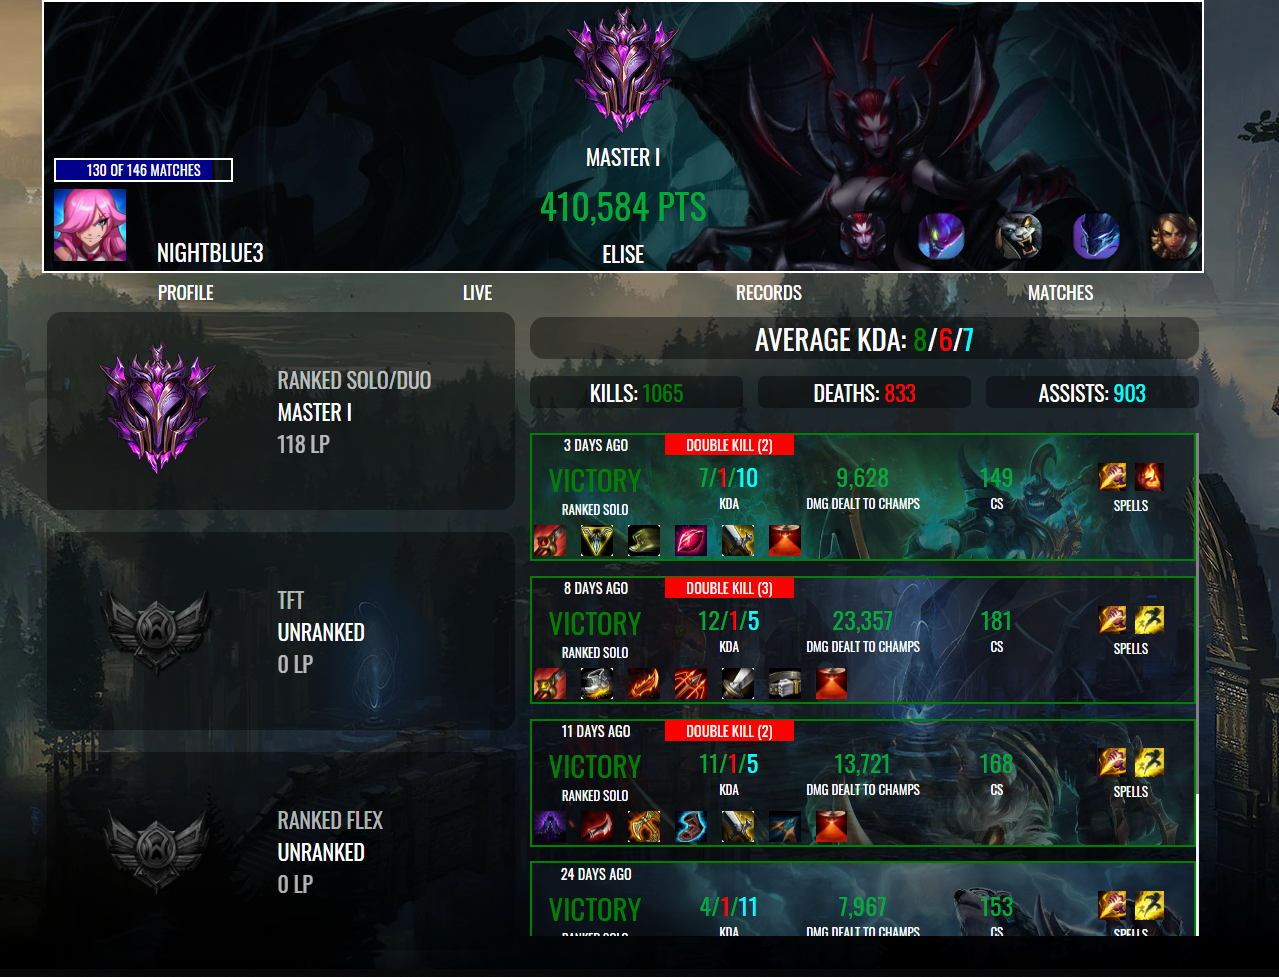 MASTER I
130 OF 146 MATCHES
410,584 PTS
NIGHTBLUE3
ELISE
PROFILE
LIVE
RECORDS
MATCHES
RANKED SOLO/DUO
MASTER I
118 LP
TFT
UNRANKED
0 LP
RANKED FLEX
UNRANKED
0 LP
AVERAGE KDA: 8/6/7
KILLS: 1065
DEATHS: 833
ASSISTS: 903
3 DAYS AGO
DOUBLE KILL (2)
VICTORY
7/1/10
9,628
149
RANKED SOLO
KDA
DMG DEALT TO CHAMPS
CS
SPELLS
8 DAYS AGO
DOUBLE KILL (3)
VICTORY
12/1/5
23,357
181
RANKED SOLO
KDA
DMG DEALT TO CHAMPS
CS
SPELLS
11 DAYS AGO
DOUBLE KILL (2)
VICTORY
11/1/5
13,721
168
RANKED SOLO
KDA
DMG DEALT TO CHAMPS
CS
SPELLS
24 DAYS AGO
VICTORY
4/1/11
7,967
153
RANKED SOLO
KDA
DMG DEALT TO CHAMPS
CS
SPELLS